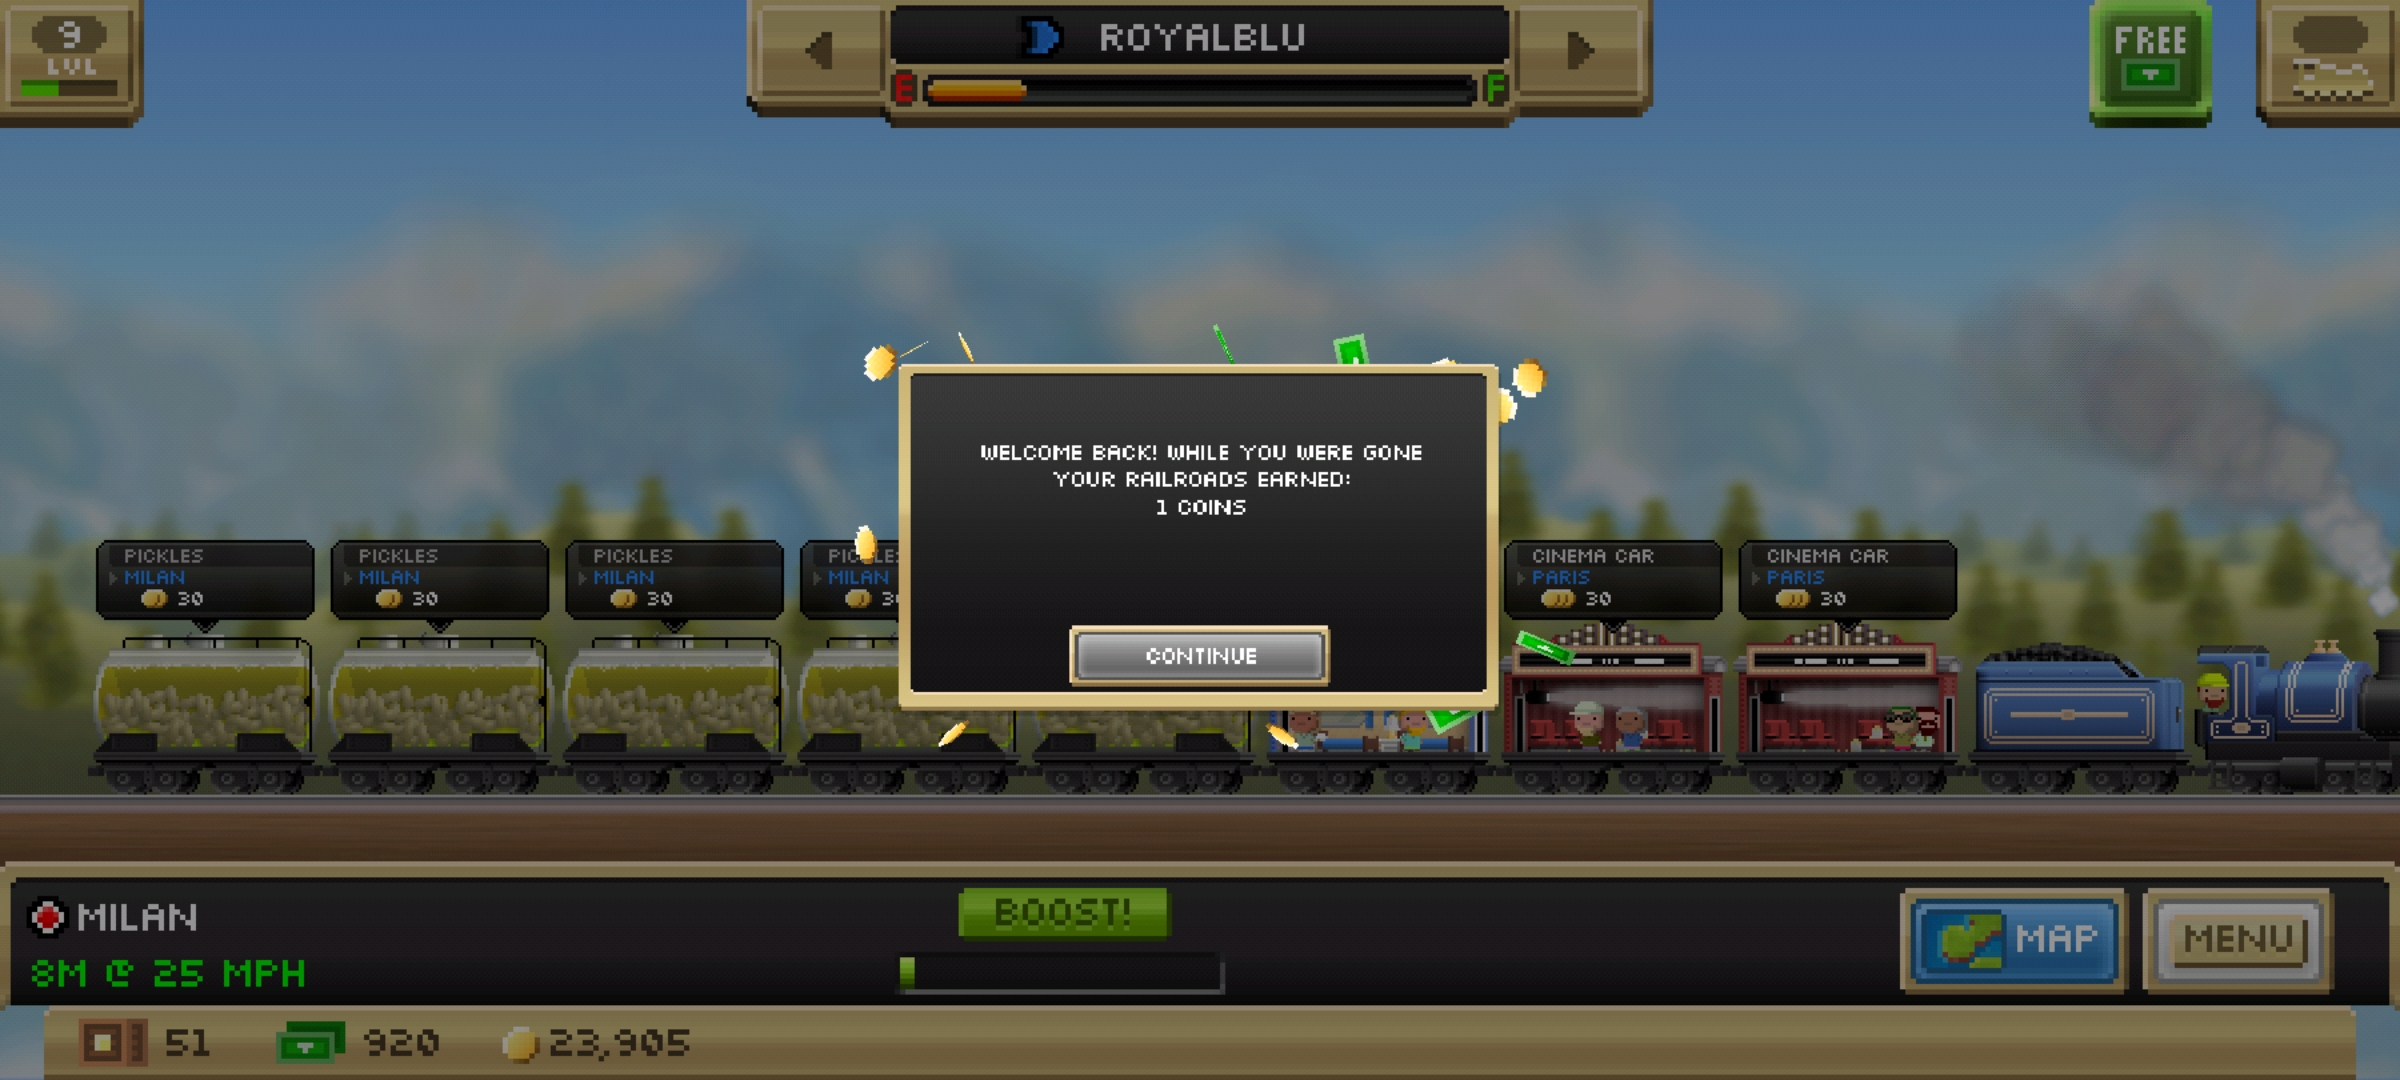 9
LVL
ROYALBLU
E
F
FREE
WELCOME BACK! WHILE YOU WERE GONE
YOUR RAILROADS EARNED:
1 COINS
CONTINUE
PICKLES
MILAN
30
PICKLES
MILAN
30
PICKLES
MILAN
30
MILAN
CINEMA CAR
PARIS
30
CINEMA CAR
PARIS
30
MILAN
8M @ 25 MPH
BOOST!
MAP
MENU
51
920
23,905